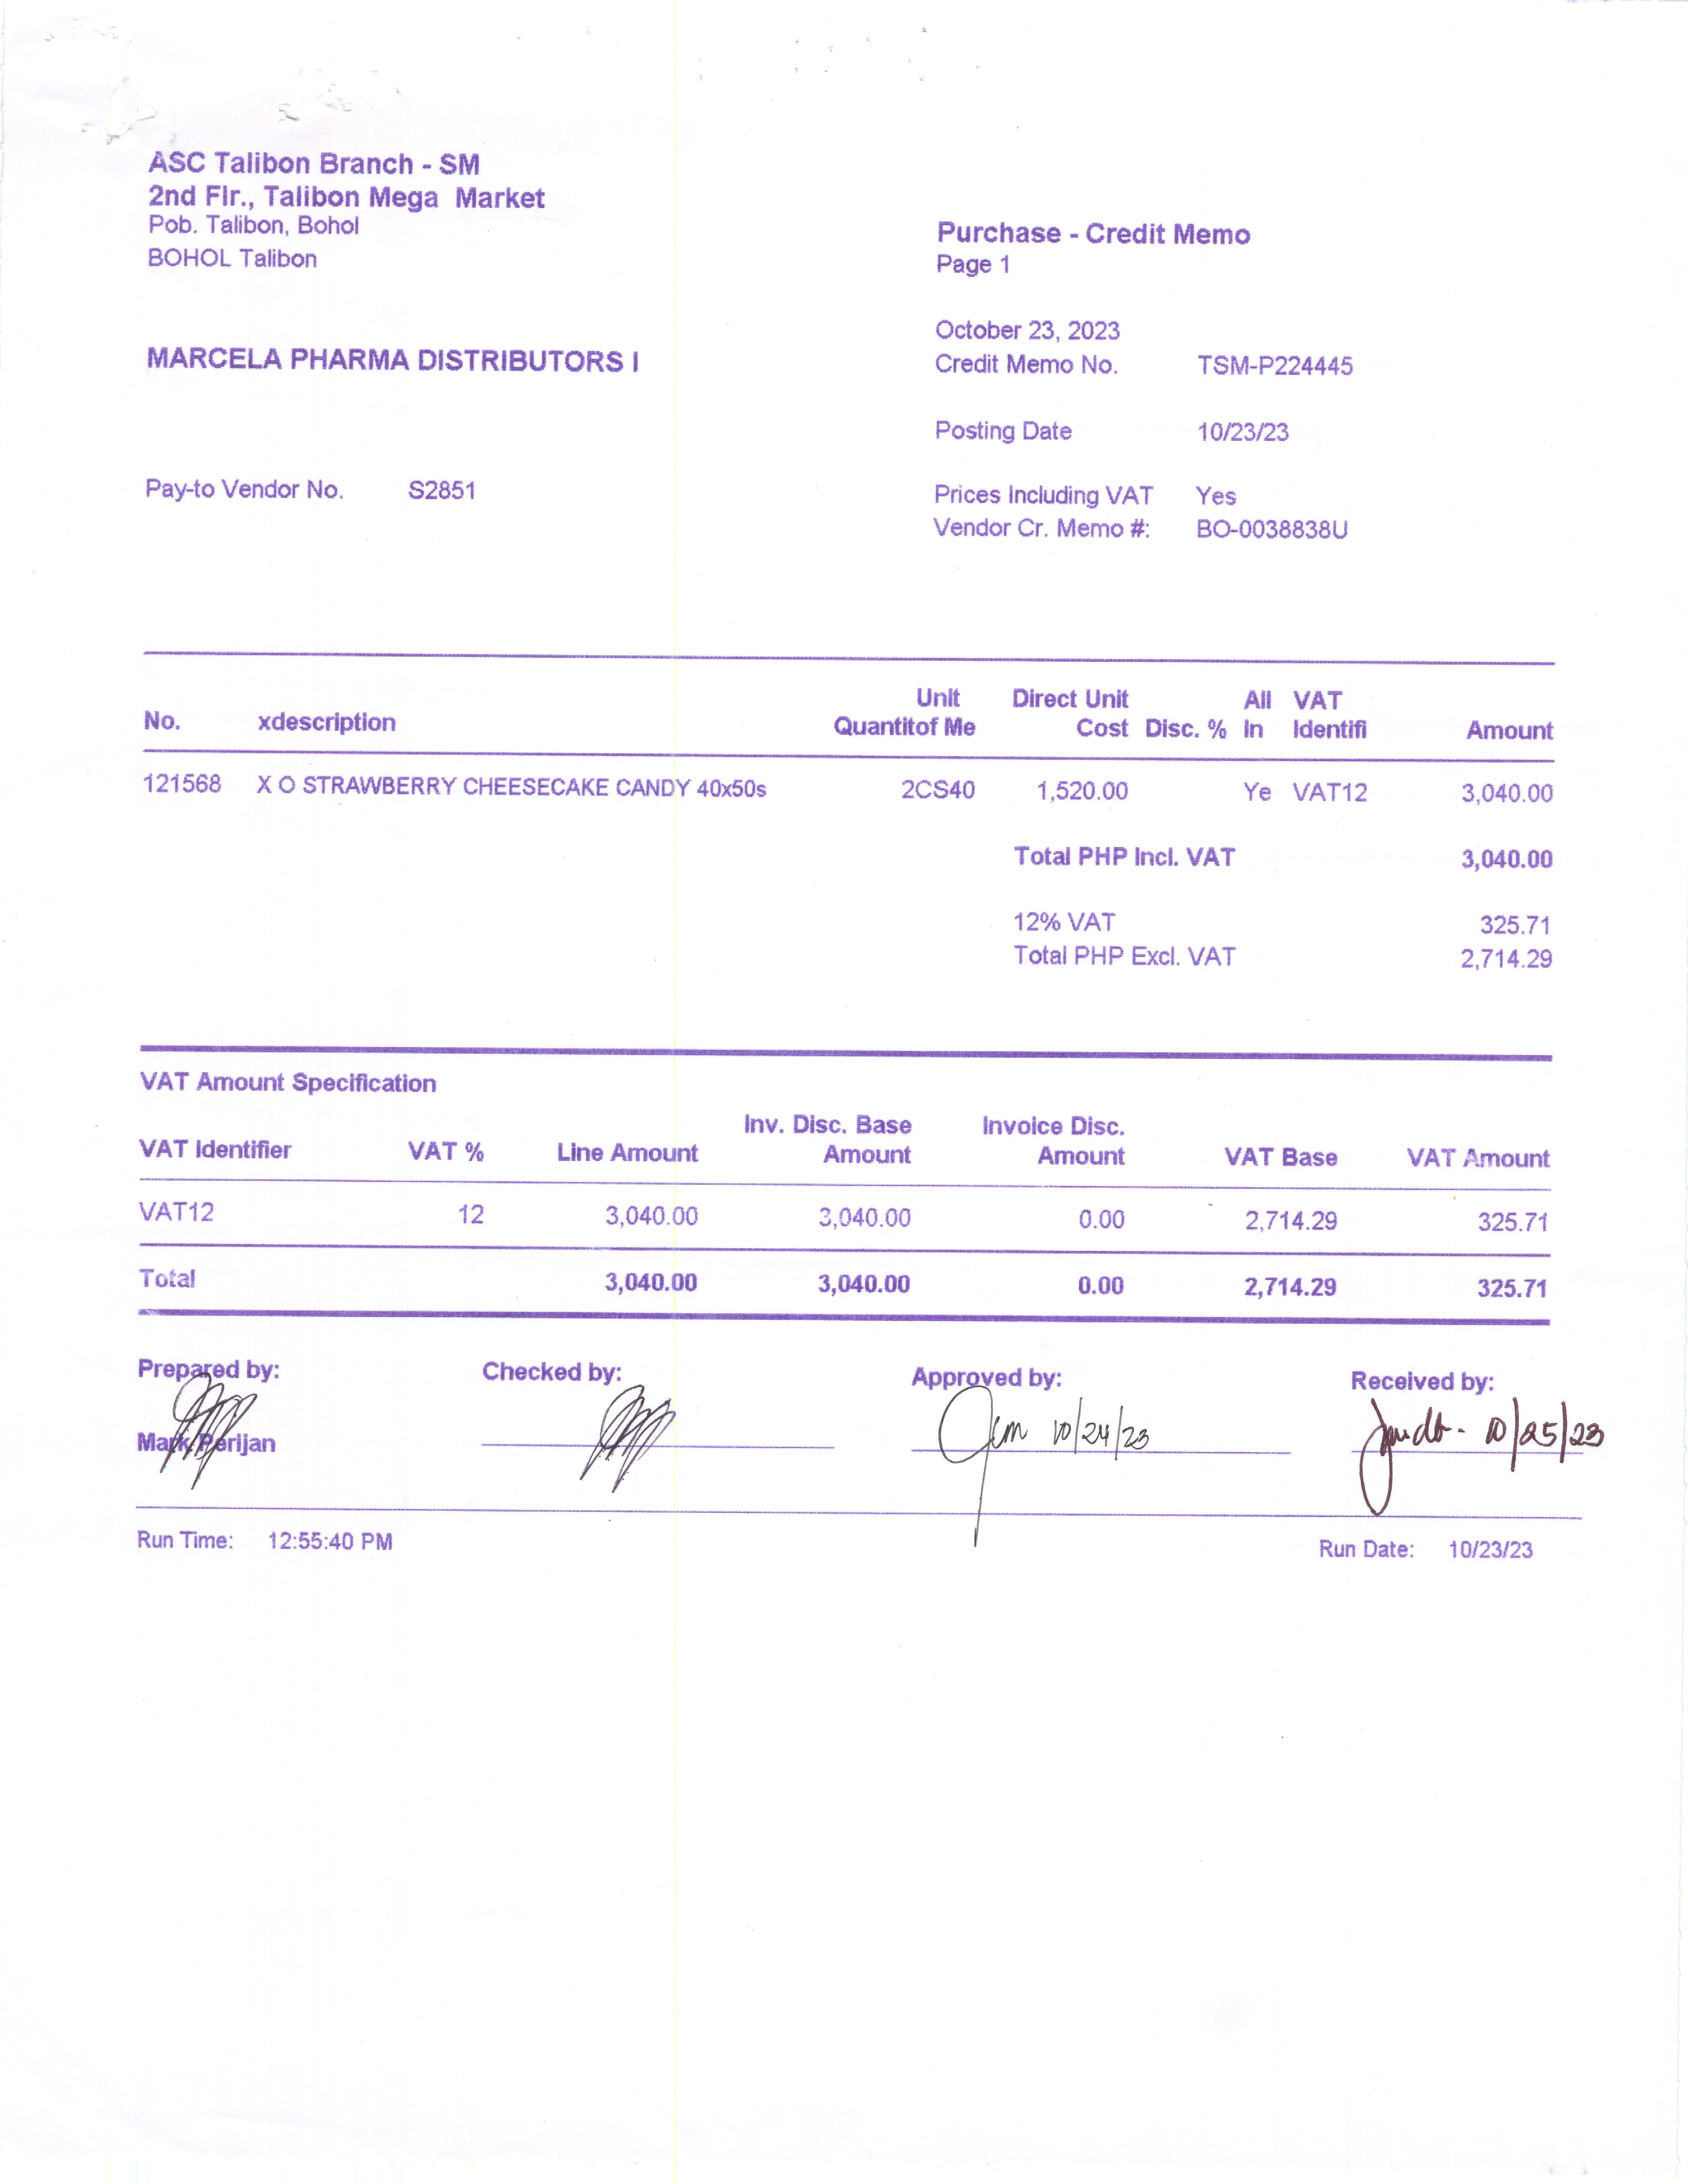 ASC Talibon Branch - SM
2nd Flr., Talibon Mega Market
Pob. Talibon, Bohol
BOHOL Talibon
Purchase - Credit Memo
Page 1
October 23, 2023
MARCELA PHARMA DISTRIBUTORS I
Credit Memo No. TSM-P224445
Posting Date 10/23/23
Pay-to Vendor No. S2851
Prices Including VAT Yes
Vendor Cr. Memo #: BO-0038838U
Unit Direct Unit All VAT
No. xdescription Quantitof Me Cost Disc. % In Identifi Amount
121568 X O STRAWBERRY CHEESECAKE CANDY 40x50s 2CS40 1,520.00 Ye VAT12 3,040.00
Total PHP Incl. VAT 3,040.00
12% VAT 325.71
Total PHP Excl. VAT 2,714.29
VAT Amount Specification
Inv. Disc. Base Invoice Disc.
VAT Identifier VAT % Line Amount Amount Amount VAT Base VAT Amount
VAT12 12 3,040.00 3,040.00 0.00 2,714.29 325.71
Total 3,040.00 3,040.00 0.00 2,714.29 325.71
Prepared by: Checked by: Approved by: Received by:
Mark Perijan 10/24/23 10/25/23
Run Time: 12:55:40 PM Run Date: 10/23/23